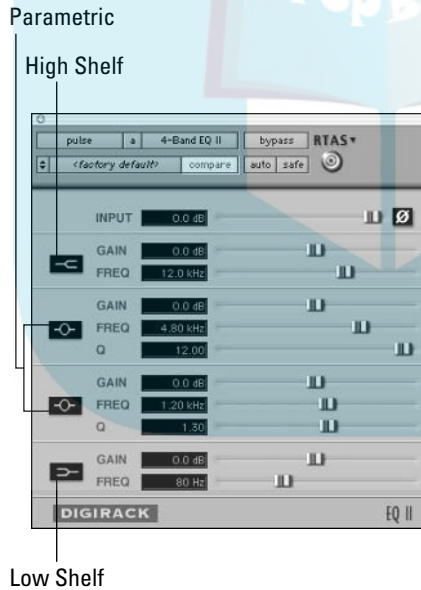 Parametric
High Shelf
pulse a 4-Band EQ II bypass RTAS
<factory default> compare auto safe
INPUT 0.0 dB Ø
GAIN 0.0 dB
FREQ 12.0 kHz
GAIN 0.0 dB
FREQ 4.80 kHz
Q 12.00
GAIN 0.0 dB
FREQ 1.20 kHz
Q 1.30
GAIN 0.0 dB
FREQ 80 Hz
DIGIRACK EQ II
Low Shelf